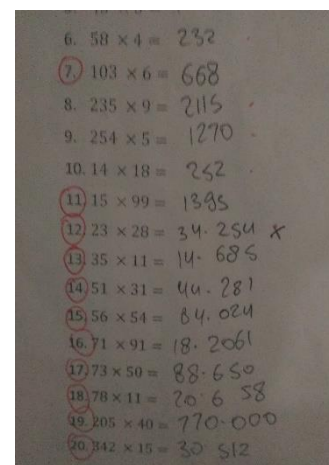 6. 58 × 4 = 232
7. 103 × 6 = 668
8. 235 × 9 = 2115
9. 254 × 5 = 1270
10. 14 × 18 = 252
11. 15 × 99 = 1395
12. 23 × 28 = 34.254 x
13. 35 × 11 = 14.685
14. 51 × 31 = 44.281
15. 56 × 54 = 84.024
16. 71 × 91 = 18.2061
17. 73 × 50 = 88.650
18. 78 × 11 = 20 6 58
19. 205 × 40 = 770.000
20. 342 × 15 = 30 512